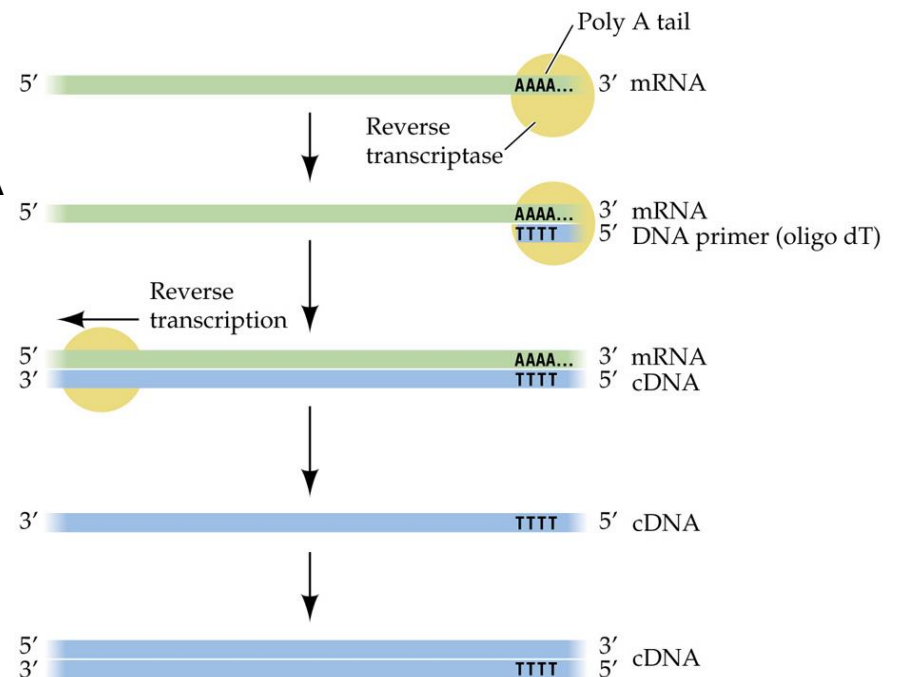 Poly A tail
5′ AAAA... 3′ mRNA
Reverse
transcriptase
5′ AAAA... 3′ mRNA
TTTT 5′ DNA primer (oligo dT)
Reverse
transcription
5′ AAAA... 3′ mRNA
3′ TTTT 5′ cDNA
3′ TTTT 5′ cDNA
5′ 3′
cDNA
3′ TTTT 5′